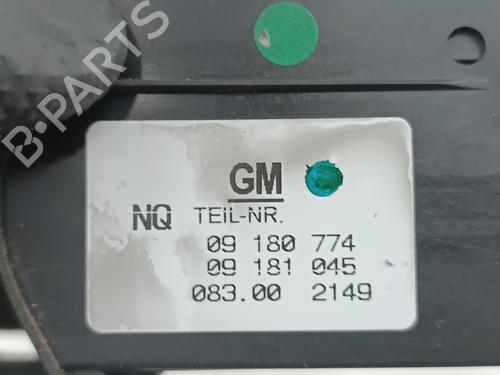 B-PARTS
GM
NQ TEIL-NR.
09 180 774
09 181 045
083.00 2149